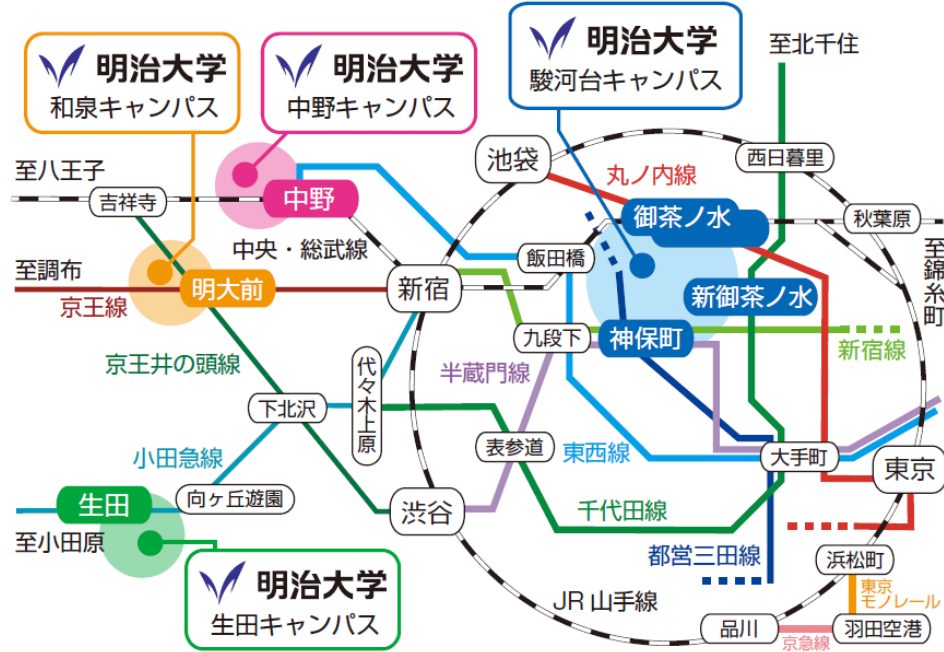 明治大学
和泉キャンパス
明治大学
中野キャンパス
明治大学
駿河台キャンパス
至北千住
至八王子
吉祥寺
中野
池袋
丸ノ内線
西日暮里
御茶ノ水
秋葉原
中央・総武線
飯田橋
至錦糸町
至調布
京王線
明大前
新宿
新御茶ノ水
九段下
神保町
新宿線
京王井の頭線
代々木上原
半蔵門線
下北沢
小田急線
表参道
東西線
大手町
東京
生田
向ヶ丘遊園
渋谷
千代田線
至小田原
都営三田線
浜松町
明治大学
生田キャンパス
JR山手線
東京
モノレール
品川
京急線
羽田空港